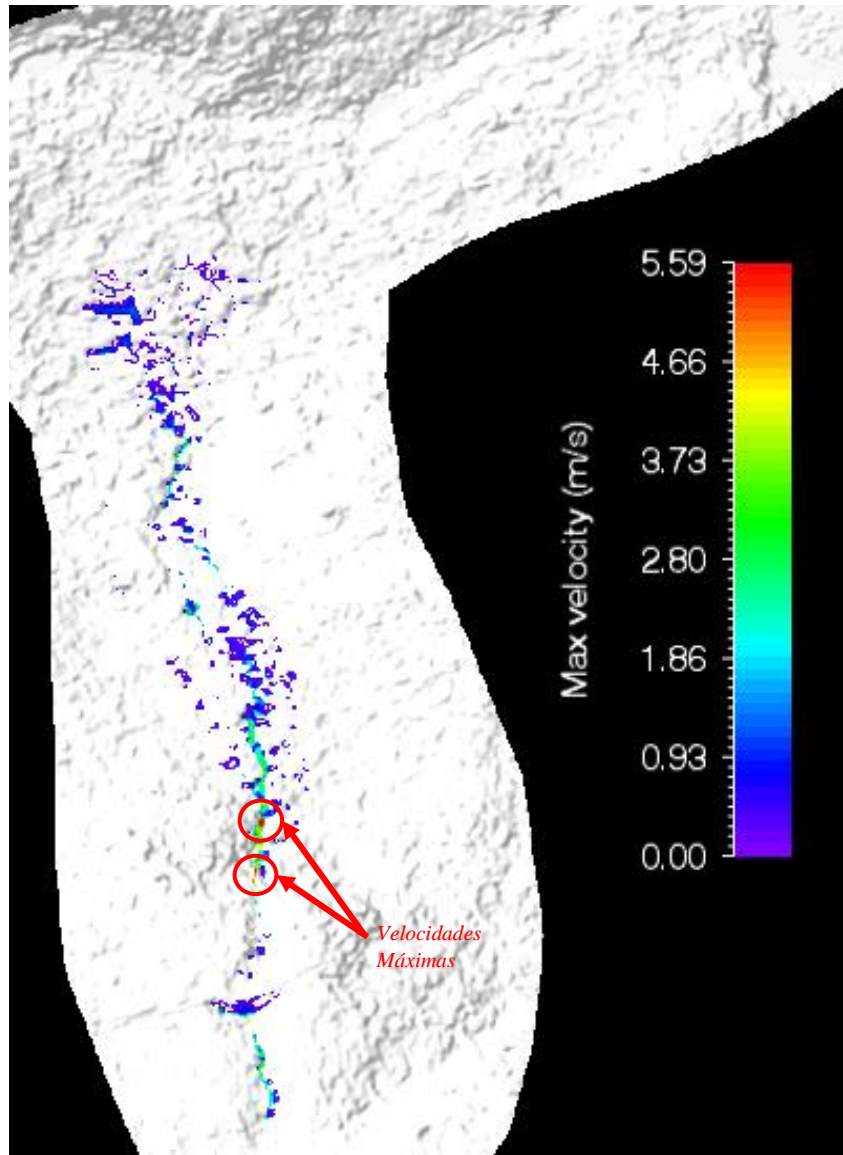 5.59
4.66
3.73
2.80
1.86
0.93
0.00
Max velocity (m/s)
Velocidades
Máximas